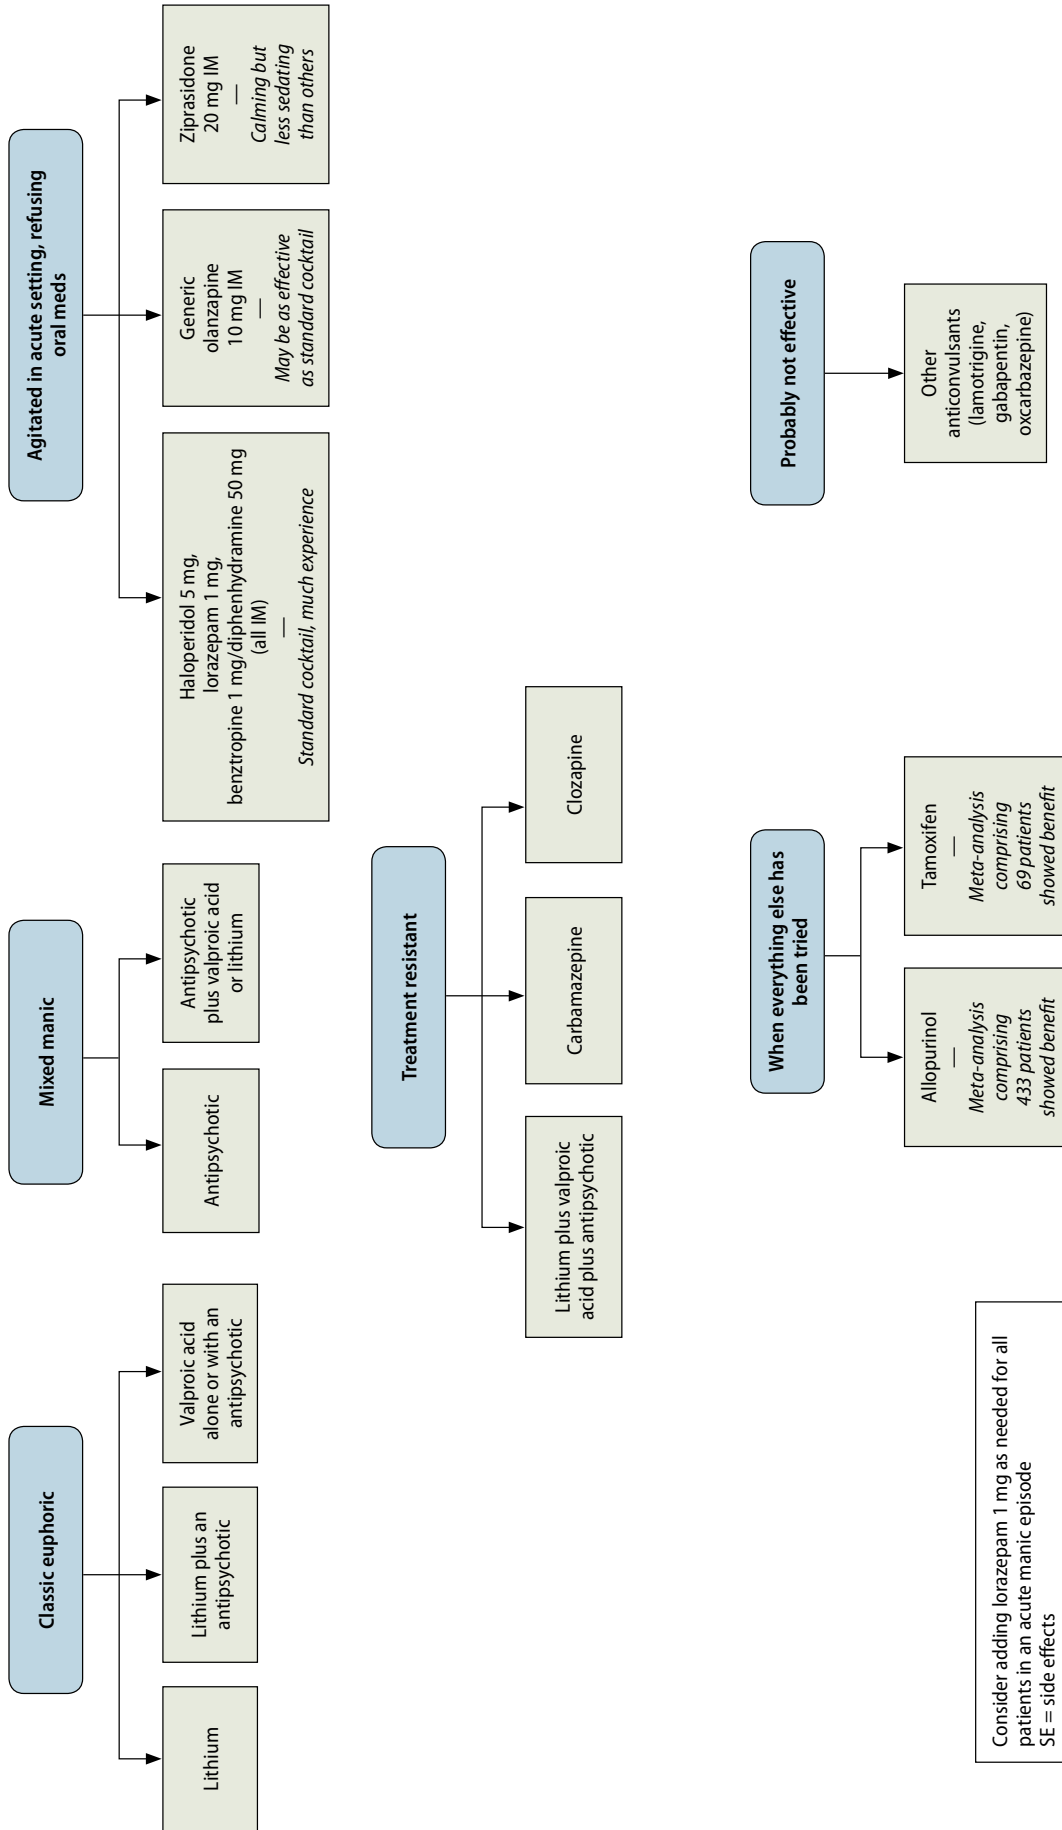 Classic euphoric
Lithium
Lithium plus an
antipsychotic
Valproic acid
alone or with an
antipsychotic
Mixed manic
Antipsychotic
Antipsychotic
plus valproic acid
or lithium
Agitated in acute setting, refusing
oral meds
Haloperidol 5 mg,
lorazepam 1 mg,
benztropine 1 mg/diphenhydramine 50 mg
(all IM)
—
Standard cocktail, much experience
Generic
olanzapine
10 mg IM
—
May be as effective
as standard cocktail
Ziprasidone
20 mg IM
—
Calming but
less sedating
than others
Treatment resistant
Lithium plus valproic
acid plus antipsychotic
Carbamazepine
Clozapine
When everything else has
been tried
Allopurinol
—
Meta-analysis
comprising
433 patients
showed benefit
Tamoxifen
—
Meta-analysis
comprising
69 patients
showed benefit
Probably not effective
Other
anticonvulsants
(lamotrigine,
gabapentin,
oxcarbazepine)
Consider adding lorazepam 1 mg as needed for all
patients in an acute manic episode
SE = side effects